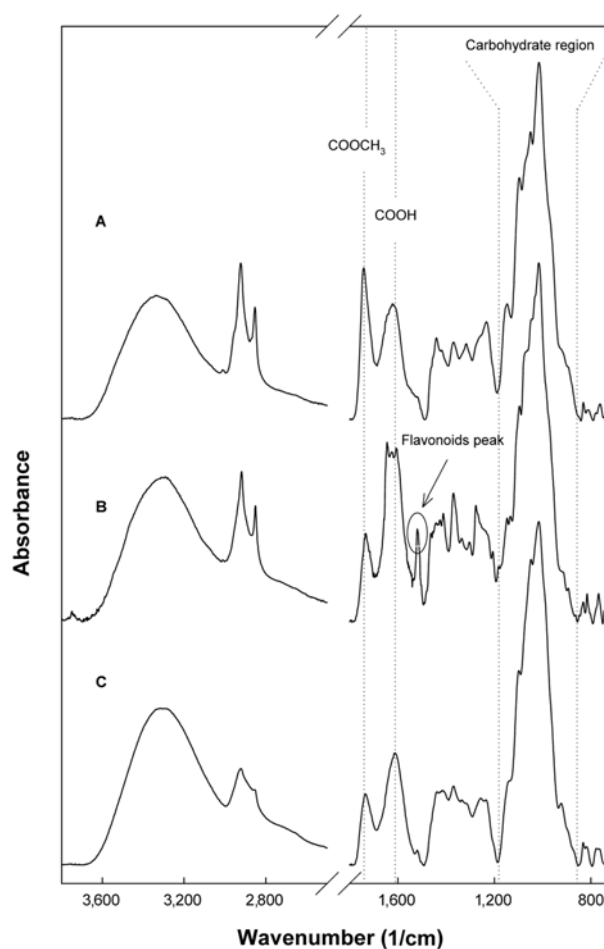 Carbohydrate region
COOCH₃
COOH
A
Flavonoids peak
B
C
Absorbance
3,600 3,200 2,800 1,600 1,200 800
Wavenumber (1/cm)